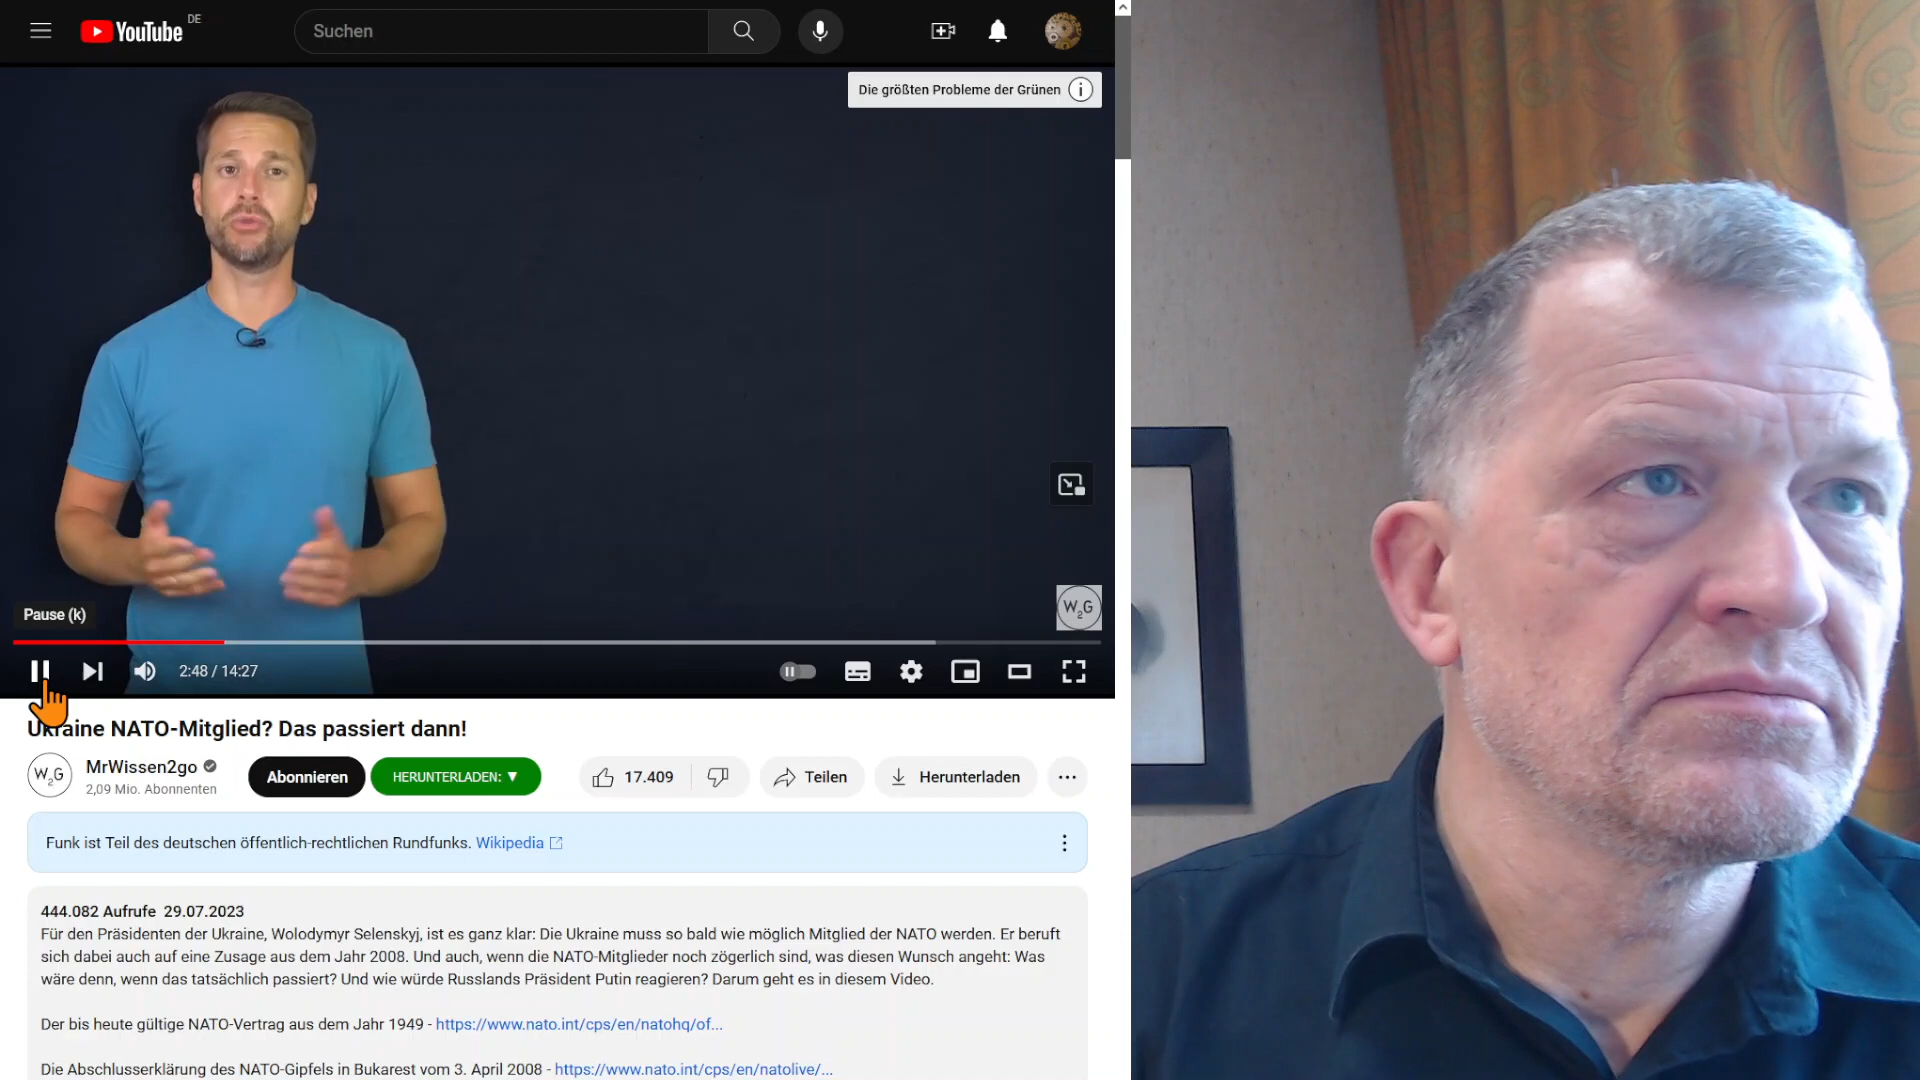 YouTube DE
Suchen
Die größten Probleme der Grünen
W2G
Pause (k)
2:48 / 14:27
Ukraine NATO-Mitglied? Das passiert dann!
W2G
MrWissen2go
2,09 Mio. Abonnenten
Abonnieren
HERUNTERLADEN: ▼
17.409
Teilen
Herunterladen
Funk ist Teil des deutschen öffentlich-rechtlichen Rundfunks. Wikipedia
444.082 Aufrufe 29.07.2023
Für den Präsidenten der Ukraine, Wolodymyr Selenskyj, ist es ganz klar: Die Ukraine muss so bald wie möglich Mitglied der NATO werden. Er beruft
sich dabei auch auf eine Zusage aus dem Jahr 2008. Und auch, wenn die NATO-Mitglieder noch zögerlich sind, was diesen Wunsch angeht: Was
wäre denn, wenn das tatsächlich passiert? Und wie würde Russlands Präsident Putin reagieren? Darum geht es in diesem Video.
Der bis heute gültige NATO-Vertrag aus dem Jahr 1949 - https://www.nato.int/cps/en/natohq/of...
Die Abschlusserklärung des NATO-Gipfels in Bukarest vom 3. April 2008 - https://www.nato.int/cps/en/natolive/...